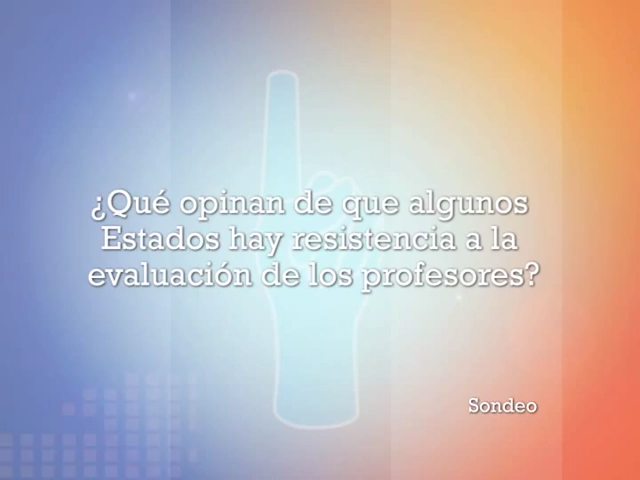 ¿Qué opinan de que algunos
Estados hay resistencia a la
evaluación de los profesores?
Sondeo